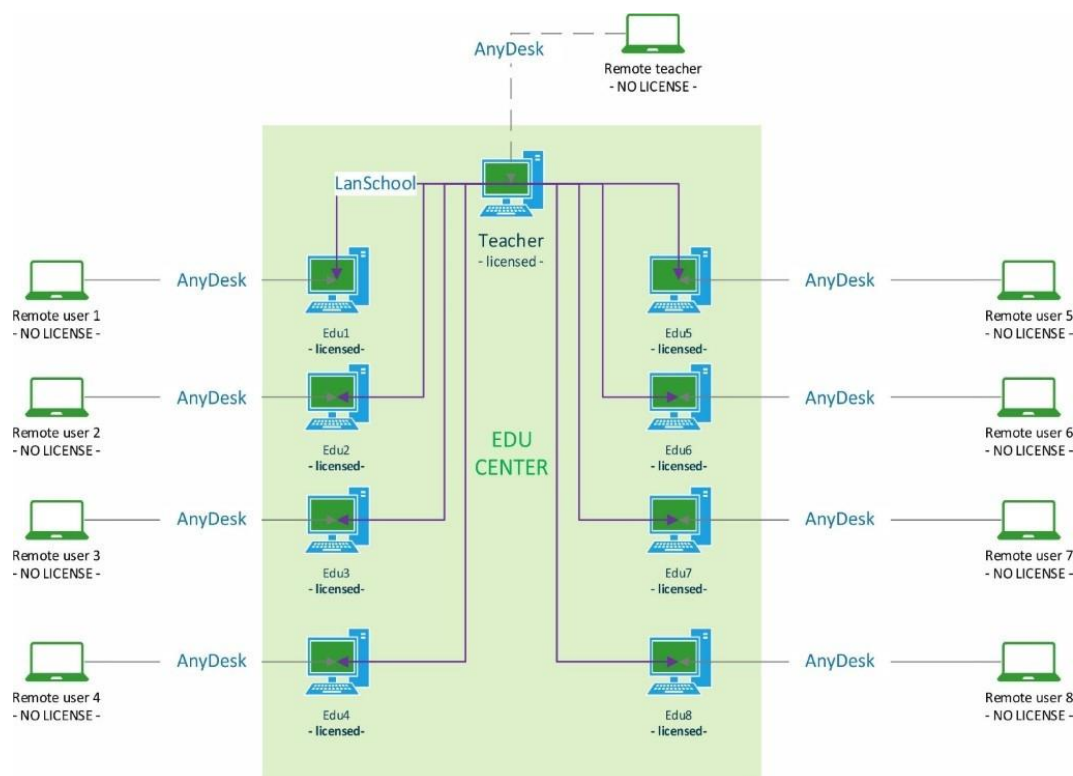 AnyDesk
Remote teacher
- NO LICENSE -
LanSchool
Teacher
- licensed -
AnyDesk
Remote user 1
- NO LICENSE -
Edu1
- licensed-
Edu5
- licensed-
AnyDesk
Remote user 5
- NO LICENSE -
AnyDesk
Remote user 2
- NO LICENSE -
Edu2
- licensed-
EDU
CENTER
Edu6
- licensed-
AnyDesk
Remote user 6
- NO LICENSE -
AnyDesk
Remote user 3
- NO LICENSE -
Edu3
- licensed-
Edu7
- licensed-
AnyDesk
Remote user 7
- NO LICENSE -
AnyDesk
Remote user 4
- NO LICENSE -
Edu4
- licensed-
Edu8
- licensed-
AnyDesk
Remote user 8
- NO LICENSE -